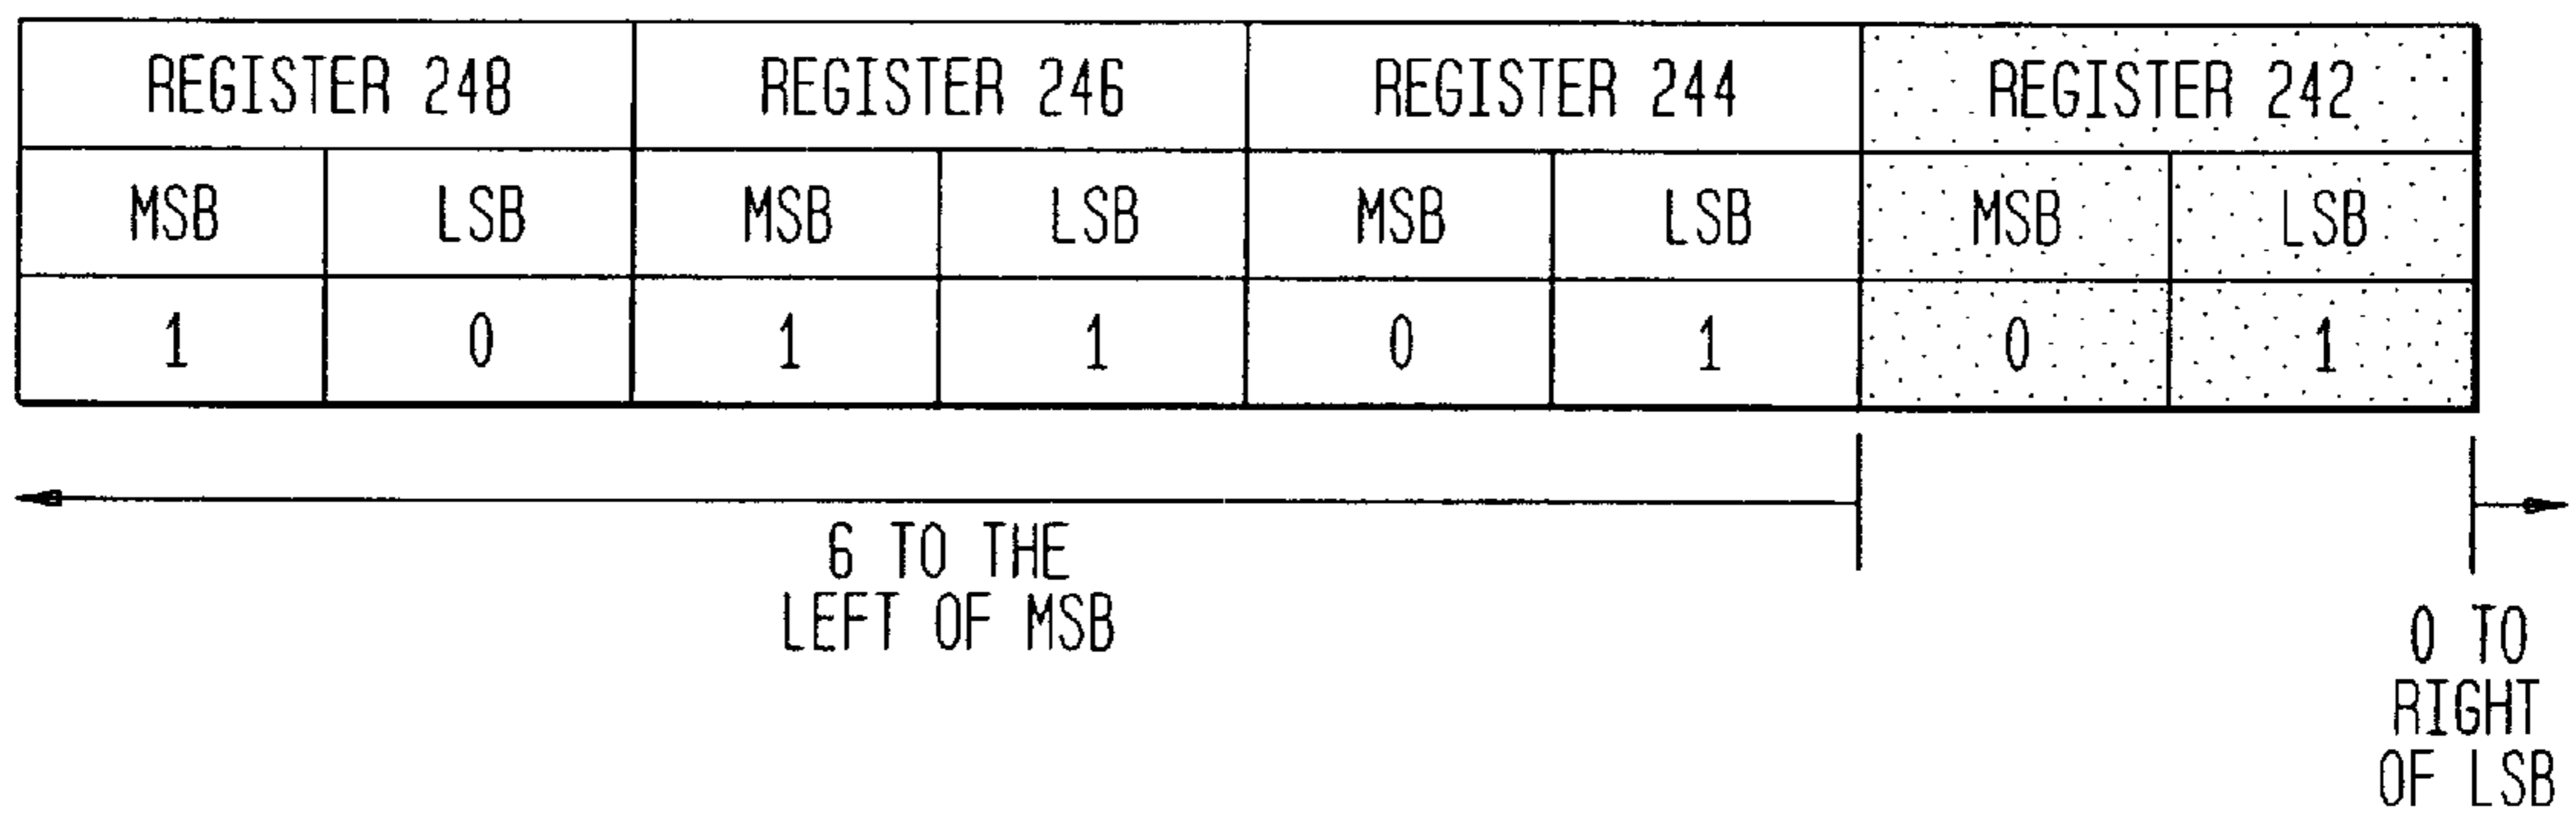 REGISTER 248 REGISTER 246 REGISTER 244 REGISTER 242
MSB LSB MSB LSB MSB LSB MSB LSB
1 0 1 1 0 1 0 1
6 TO THE
LEFT OF MSB
0 TO
RIGHT
OF LSB